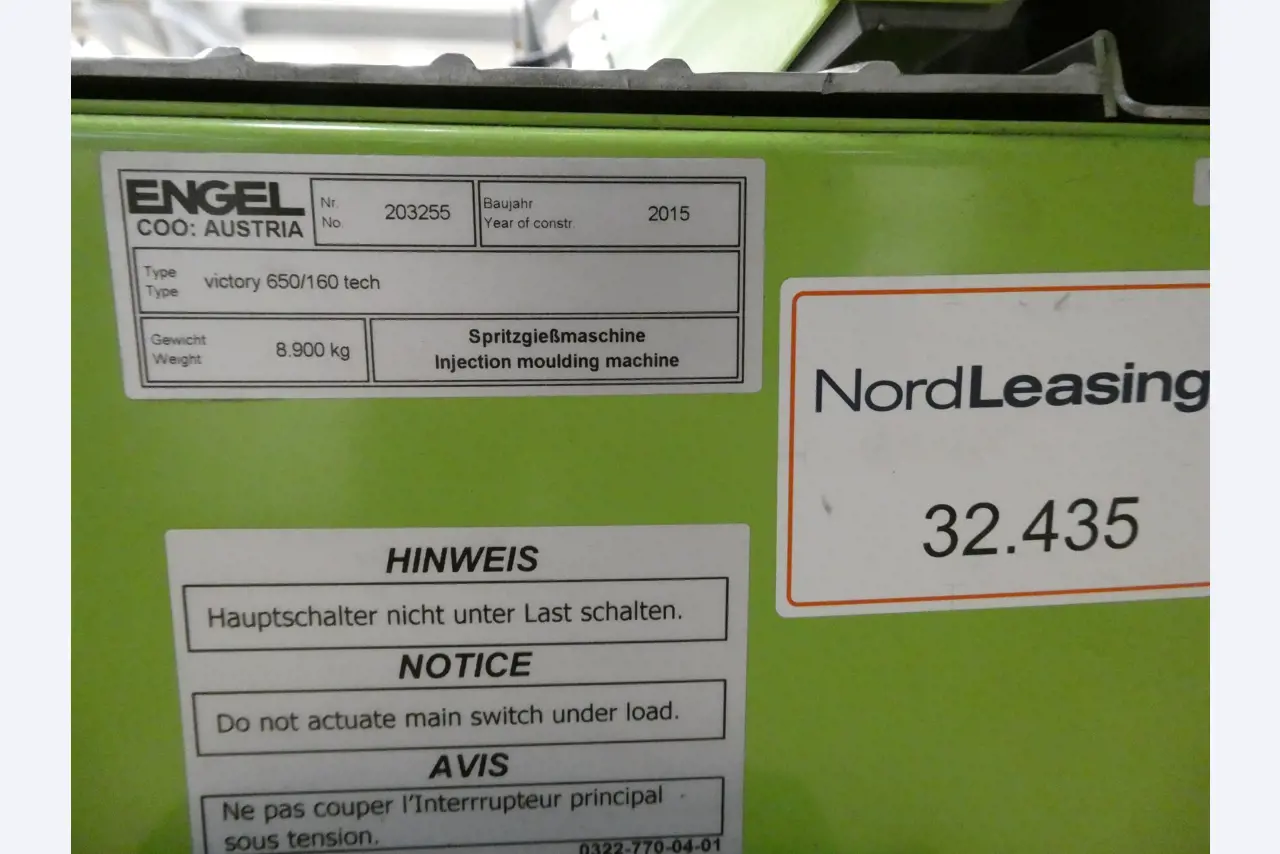 ENGEL
COO: AUSTRIA
Nr.
No.
203255
Baujahr
Year of constr.
2015
Type
Type
victory 650/160 tech
Gewicht
Weight
8.900 kg
Spritzgießmaschine
Injection moulding machine
NordLeasing
32.435
HINWEIS
Hauptschalter nicht unter Last schalten.
NOTICE
Do not actuate main switch under load.
AVIS
Ne pas couper l'Interrrupteur principal
sous tension.
0322-770-04-01